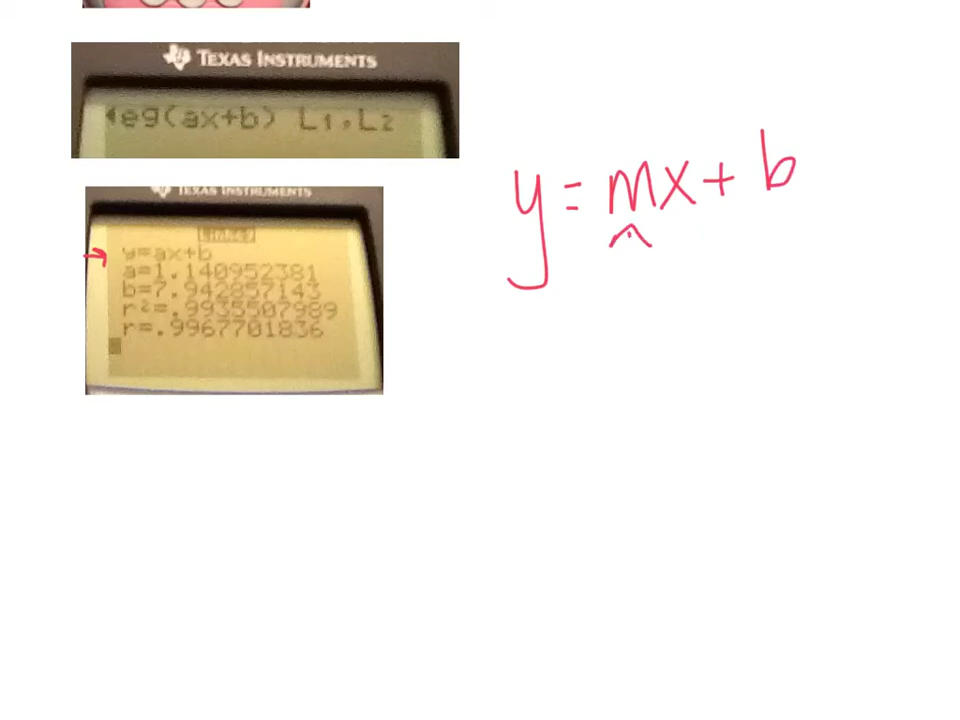 TEXAS INSTRUMENTS
eg(ax+b) L1,L2
TEXAS INSTRUMENTS
y=ax+b
a=1.140952381
b=7.942857143
r²=.9935507989
r=.9967701836
y = mx + b